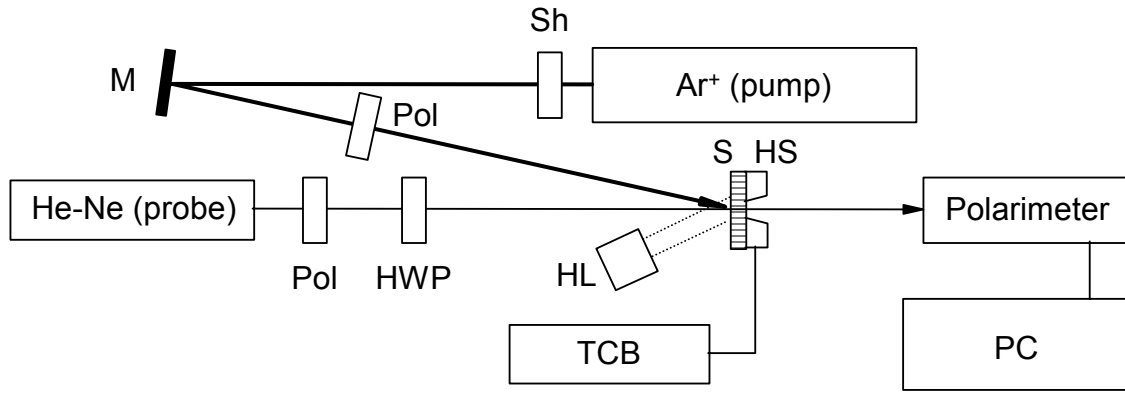 Sh
M
Ar⁺ (pump)
Pol
S HS
He-Ne (probe)
Polarimeter
Pol
HWP
HL
TCB
PC